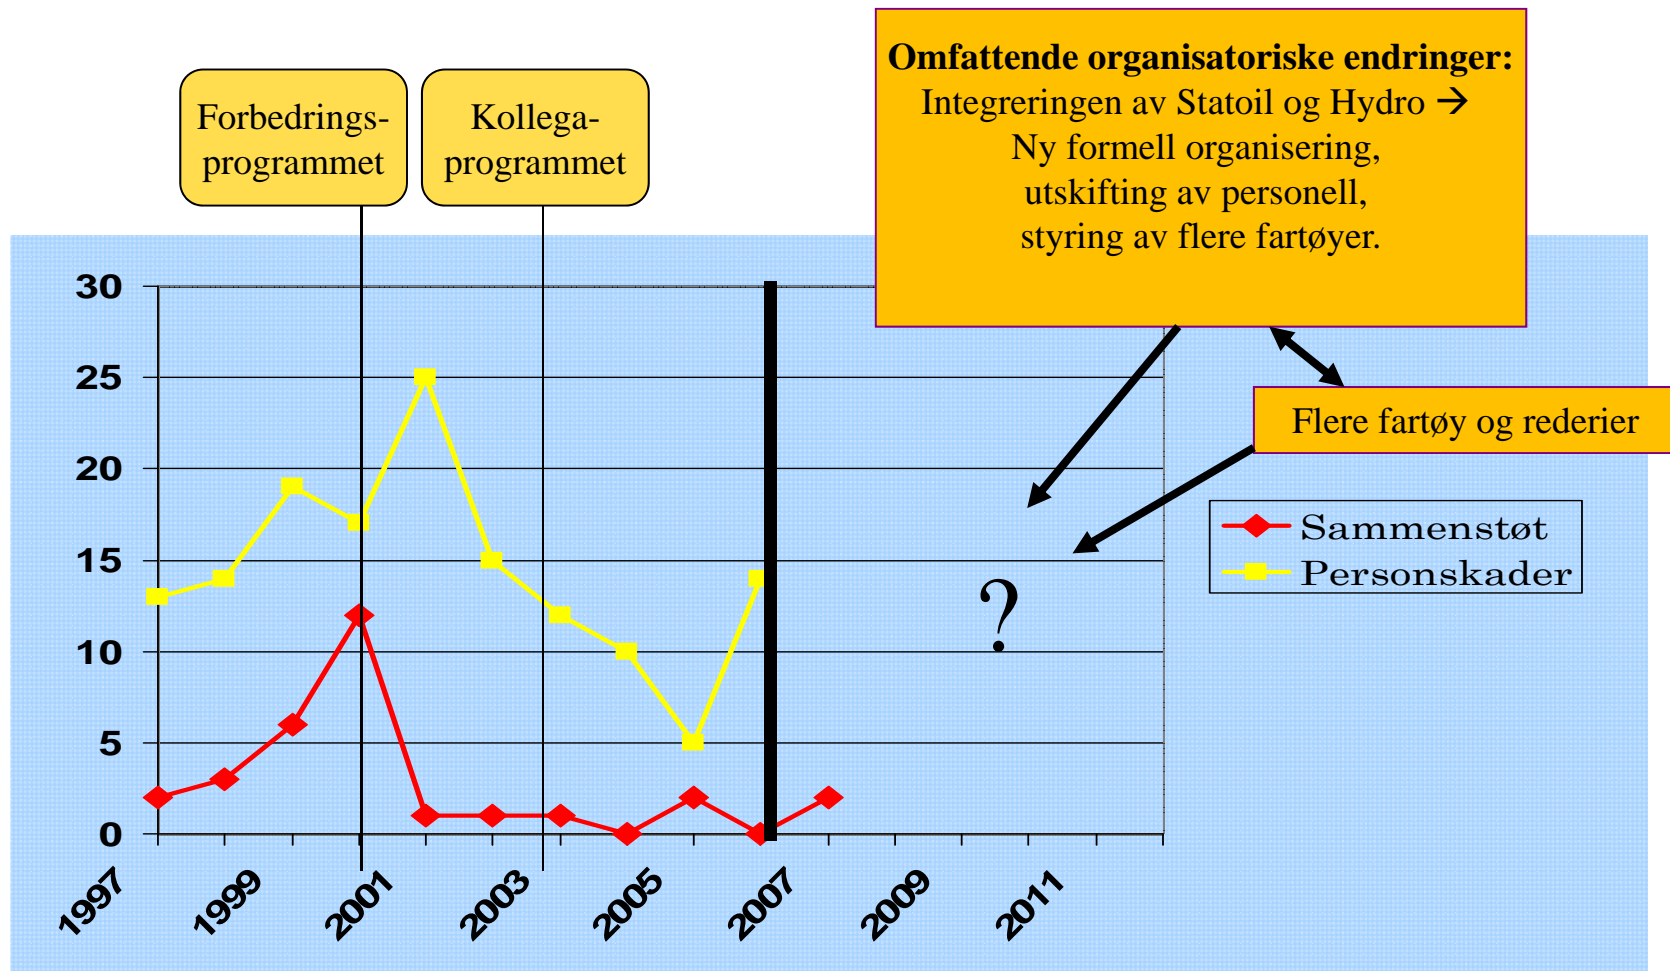 Forbedrings-
programmet
Kollega-
programmet
Omfattende organisatoriske endringer:
Integreringen av Statoil og Hydro →
Ny formell organisering,
utskifting av personell,
styring av flere fartøyer.
Flere fartøy og rederier
30
25
20
15
10
5
0
?
Sammenstøt
Personskader
1997
1999
2001
2003
2005
2007
2009
2011